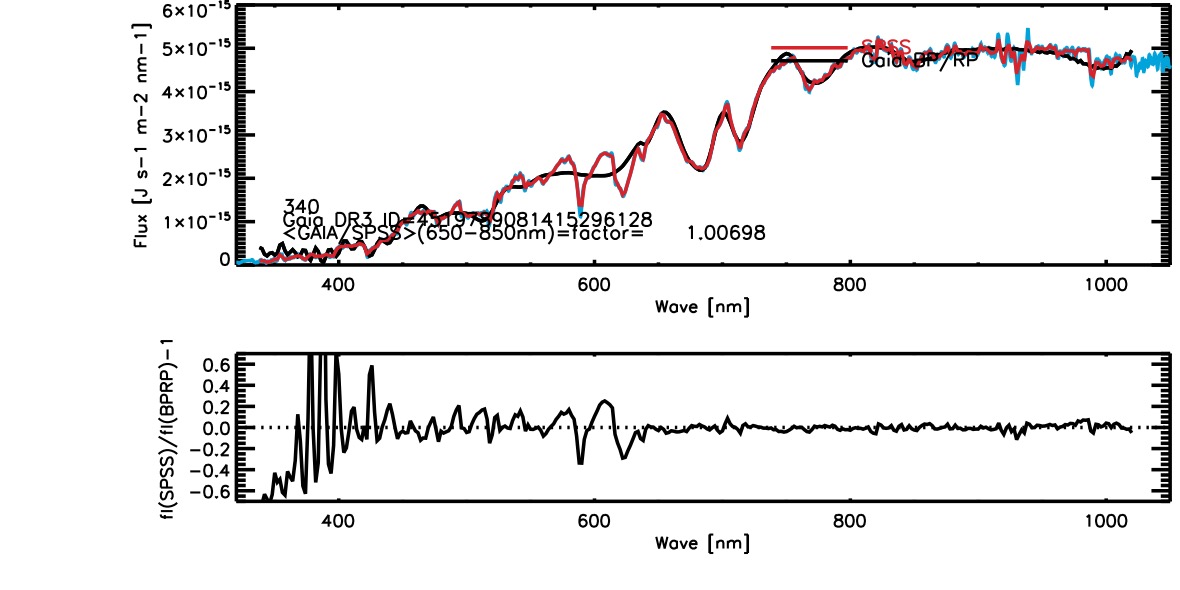 6×10−15
5×10−15
4×10−15
3×10−15
2×10−15
1×10−15
0
Flux [J s−1 m−2 nm−1]
SPSS
Gaia BP/RP
340
Gaia DR3 ID=
<GAIA/SPSS>(650−850nm)=factor= 1.00698
400 600 800 1000
Wave [nm]
fl(SPSS)/fl(BPRP)−1
0.6
0.4
0.2
0.0
−0.2
−0.4
−0.6
400 600 800 1000
Wave [nm]